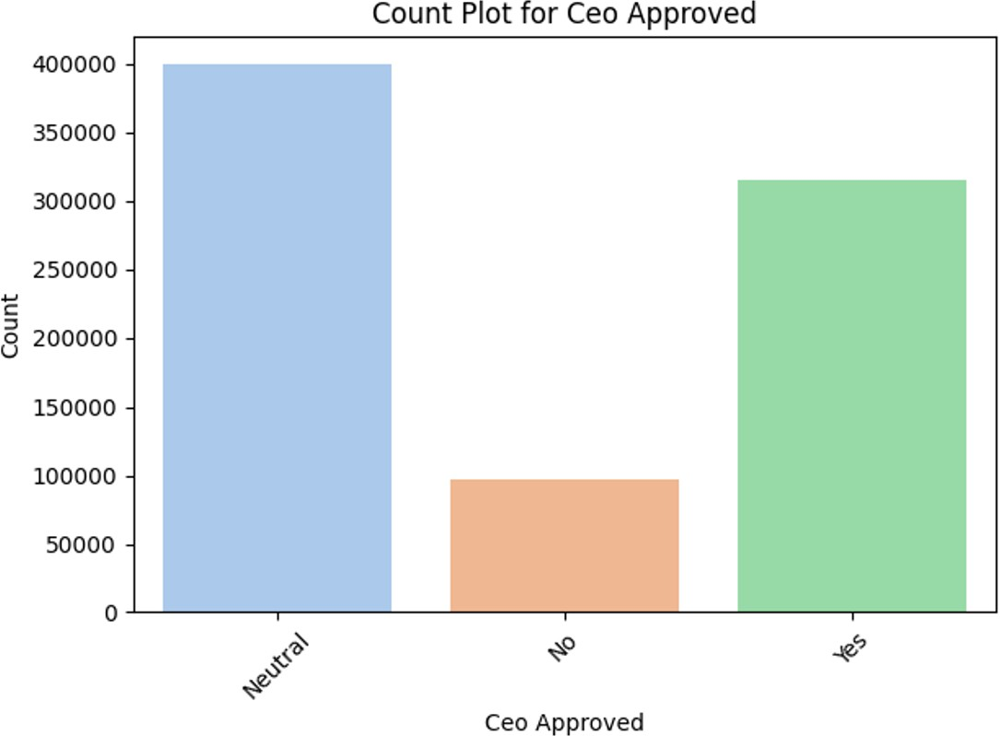 Count Plot for Ceo Approved
Count
400000
350000
300000
250000
200000
150000
100000
50000
0
Neutral
No
Yes
Ceo Approved